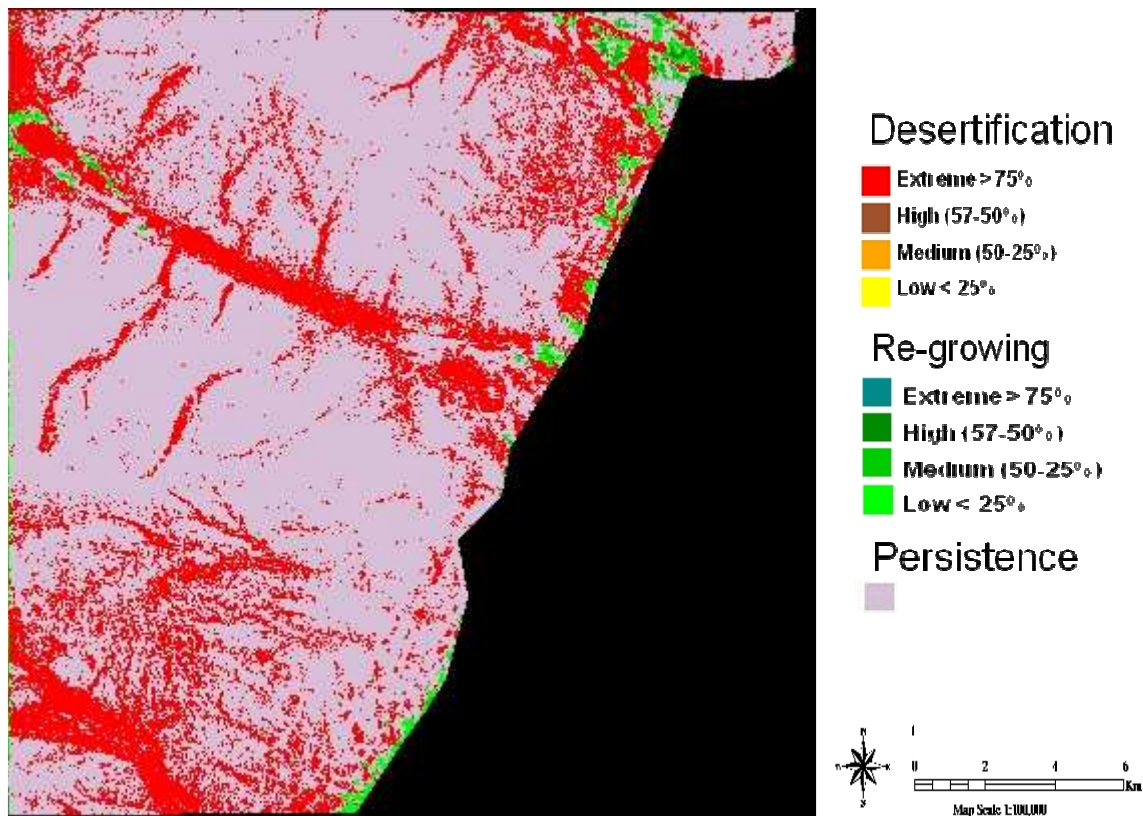 Desertification
Extreme > 75%
High (57-50%)
Medium (50-25%)
Low < 25%
Re-growing
Extreme > 75%
High (57-50%)
Medium (50-25%)
Low < 25%
Persistence
N
S
0 2 4 6
Km
Map Scale 1:100,000